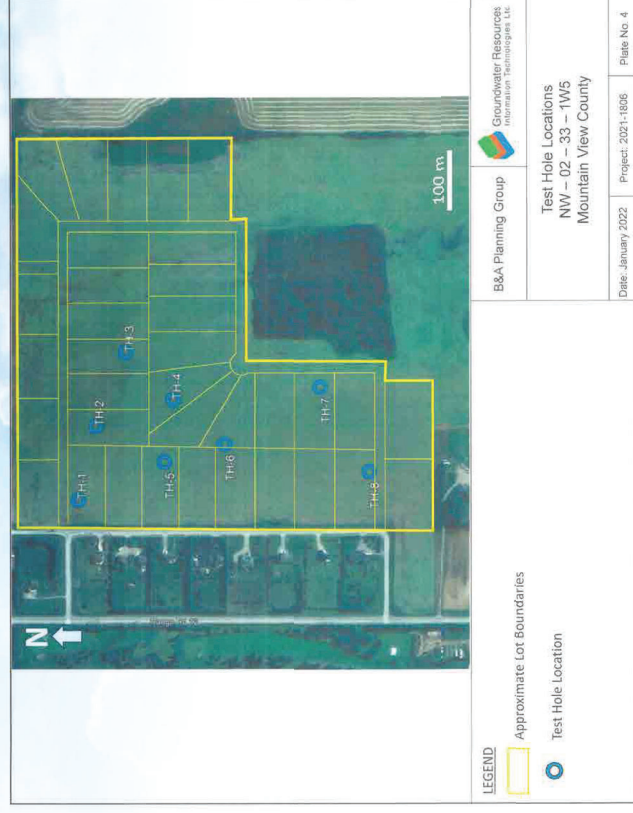 N
TH-1
TH-2
TH-3
TH-4
TH-5
TH-6
TH-7
TH-8
100 m
LEGEND
Approximate Lot Boundaries
Test Hole Location
B&A Planning Group
Groundwater Resources
Information Technologies Ltd
Test Hole Locations
NW – 02 – 33 – 1W5
Mountain View County
Date: January 2022
Project: 2021-1806
Plate No. 4